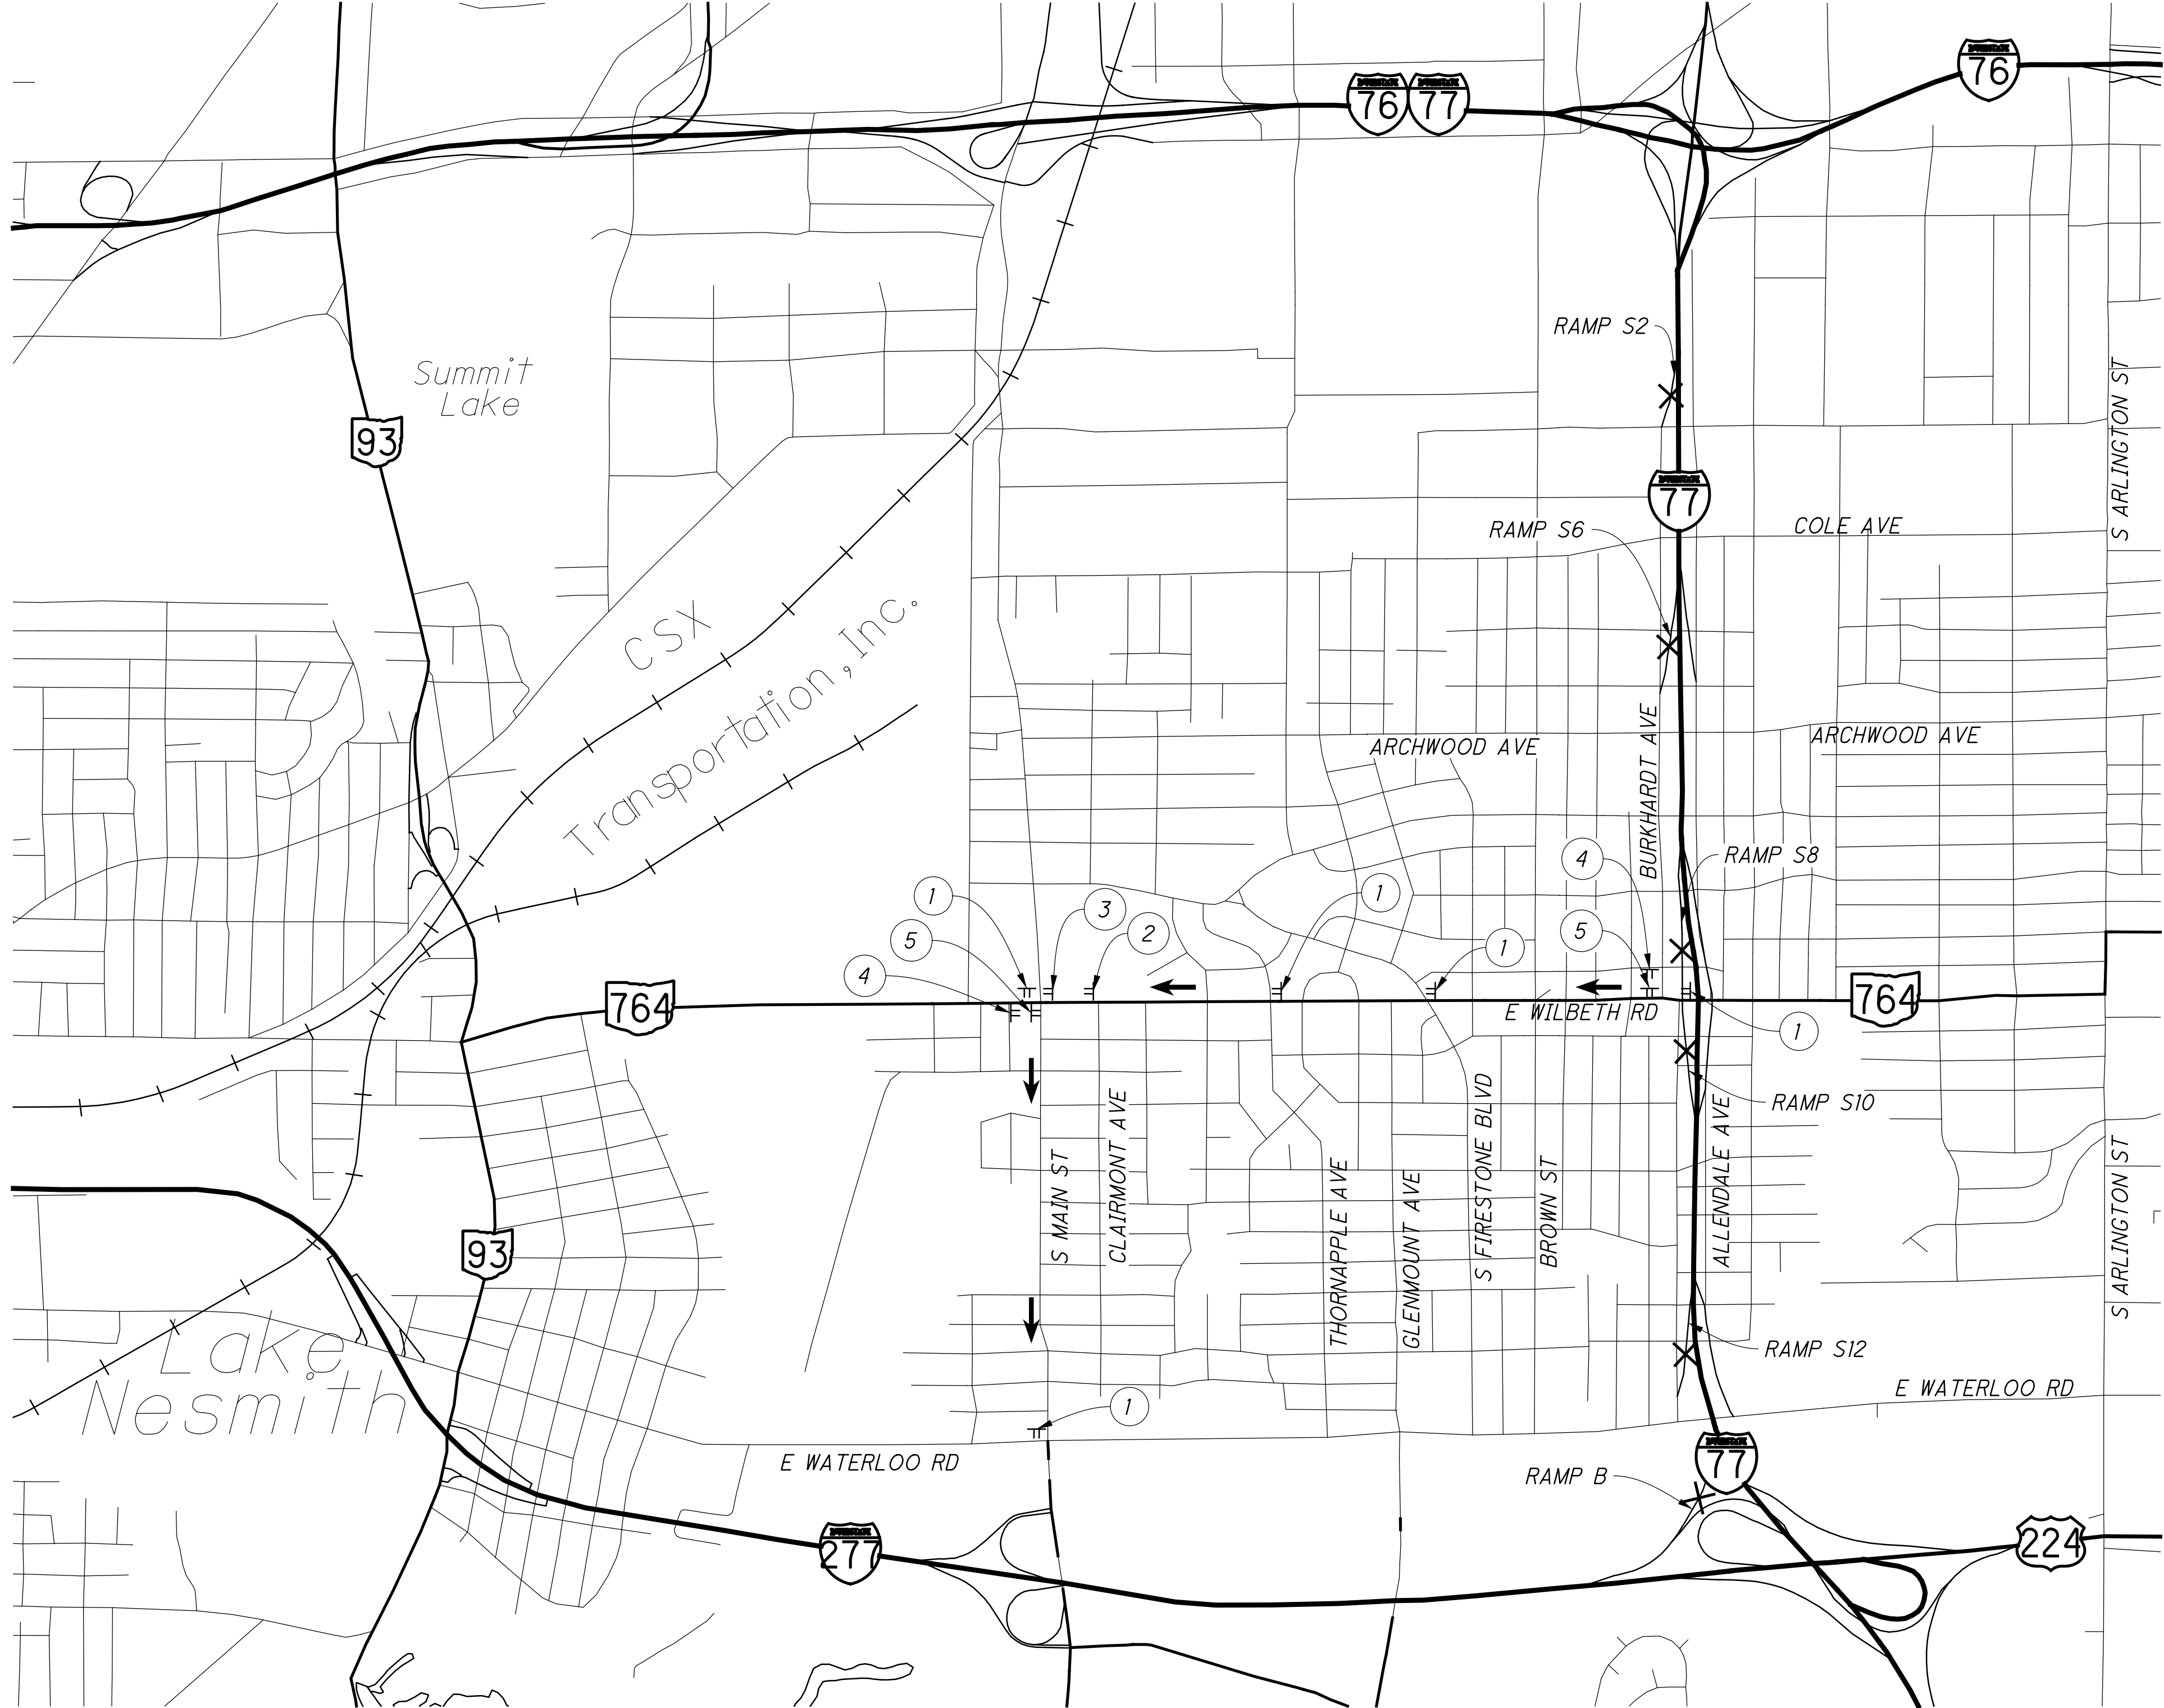 76
76
77
RAMP S2
Summit
Lake
93
S ARLINGTON ST
77
COLE AVE
RAMP S6
CSX
Transportation, Inc.
BURKHARDT AVE
ARCHWOOD AVE
ARCHWOOD AVE
4
RAMP S8
1
3
1
5
2
1
5
4
764
764
E WILBETH RD
1
RAMP S10
S MAIN ST
CLAIRMONT AVE
THORNAPPLE AVE
GLENMOUNT AVE
S FIRESTONE BLVD
BROWN ST
ALLENDALE AVE
S ARLINGTON ST
93
Lake
Nesmith
RAMP S12
E WATERLOO RD
1
E WATERLOO RD
77
RAMP B
277
224